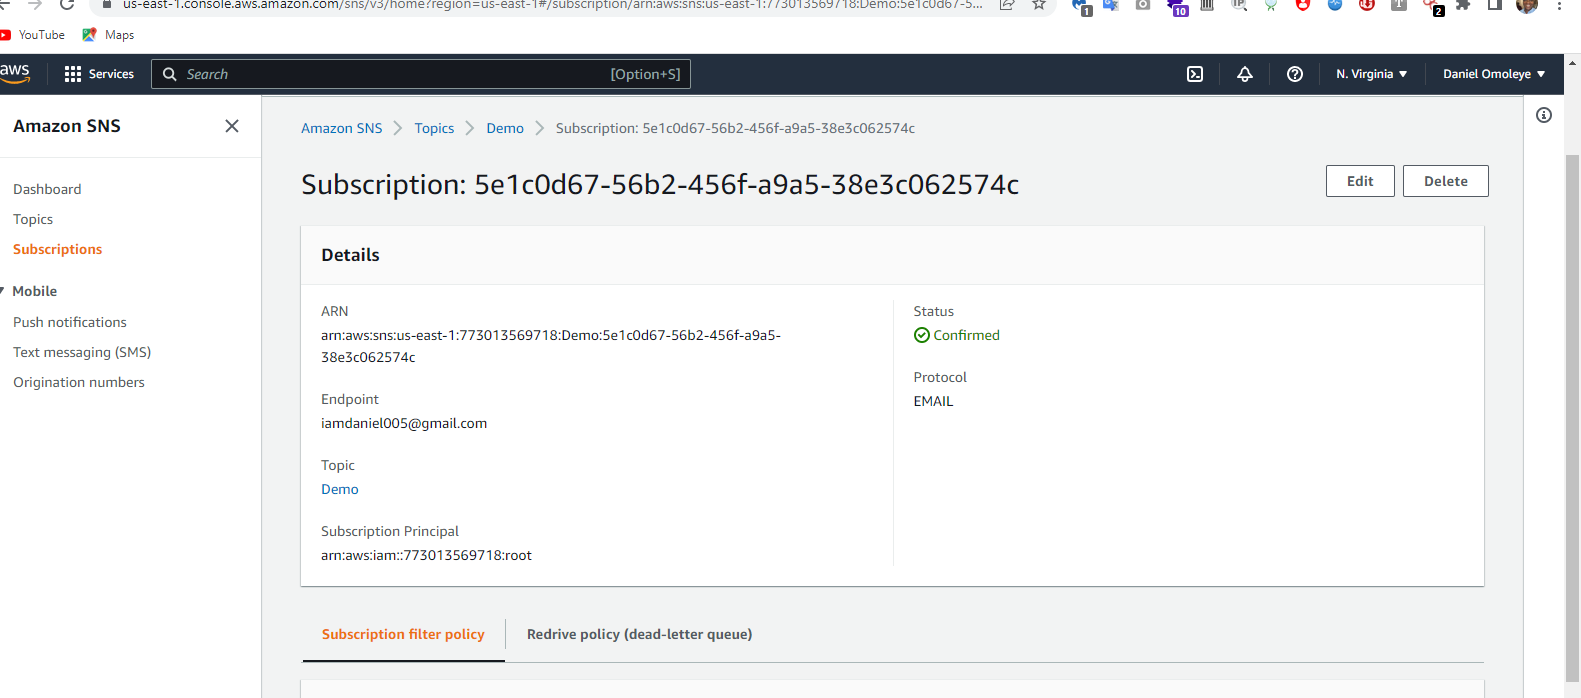 us-east-1.console.aws.amazon.com/sns/v3/home?region=us-east-1#/subscription/arn:aws:sns:us-east-1:773013569718:Demo:5e1c0d67-5...
1
10
IP
T
2
YouTube
Maps
aws
Services
Search
[Option+S]
N. Virginia
Daniel Omoleye
Amazon SNS
Dashboard
Topics
Subscriptions
Mobile
Push notifications
Text messaging (SMS)
Origination numbers
Amazon SNS
Topics
Demo
Subscription: 5e1c0d67-56b2-456f-a9a5-38e3c062574c
Subscription: 5e1c0d67-56b2-456f-a9a5-38e3c062574c
Edit
Delete
Details
ARN
arn:aws:sns:us-east-1:773013569718:Demo:5e1c0d67-56b2-456f-a9a5-
38e3c062574c
Endpoint
iamdaniel005@gmail.com
Topic
Demo
Subscription Principal
arn:aws:iam::773013569718:root
Status
Confirmed
Protocol
EMAIL
Subscription filter policy
Redrive policy (dead-letter queue)